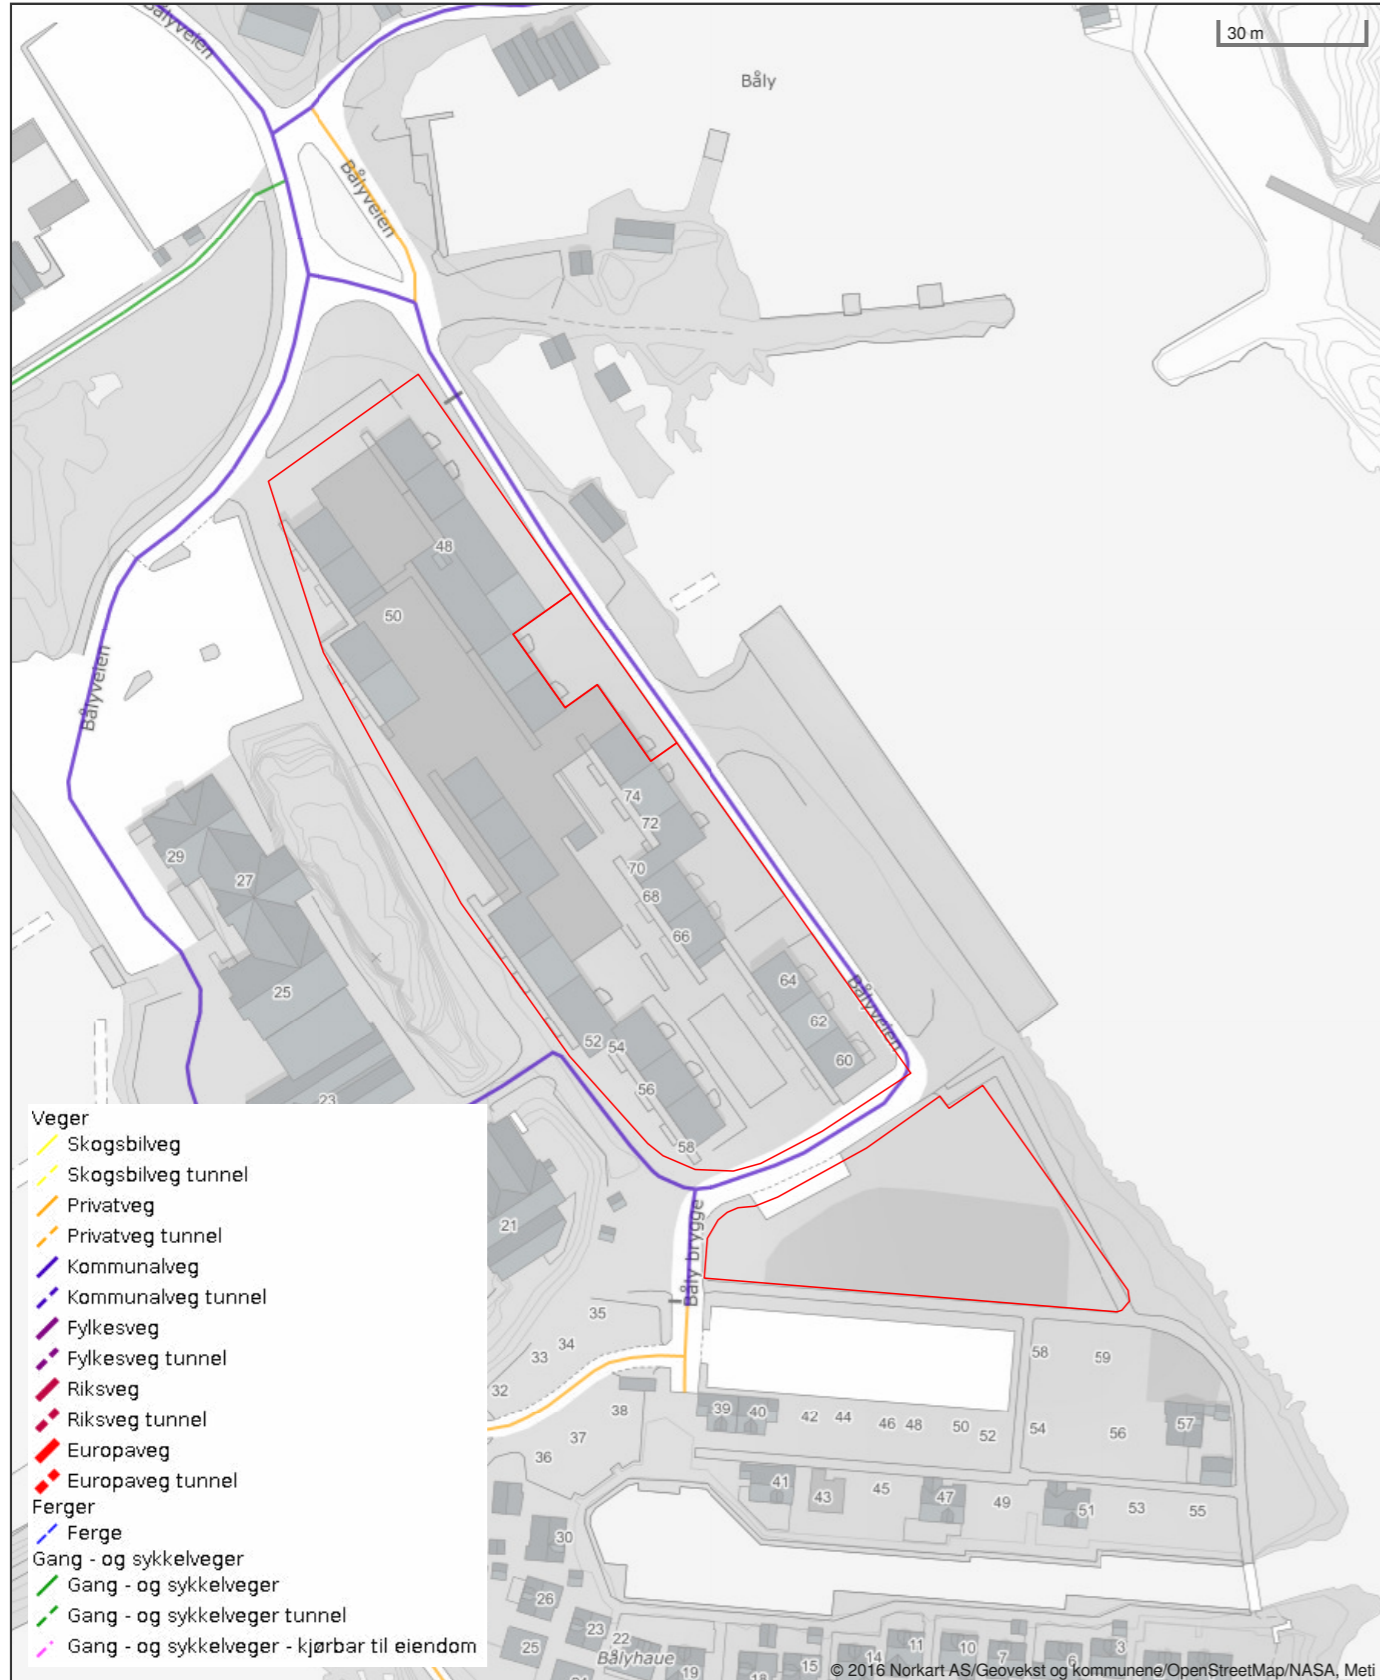 Bålyveien
30 m
Båly
Bålyveien
48
50
Bålyveien
74
72
29
70
27
68
66
64
25
Bålyveien
62
52
54
60
23
56
58
Båly brygge
21
35
34
33
58
59
32
39
40
42
44
46
48
50
52
54
56
57
38
37
36
41
43
45
47
49
51
53
55
30
26
23
22
25
Bålyhaue
19
18
15
14
11
10
7
6
3
Veger
Skogsbilveg
Skogsbilveg tunnel
Privatveg
Privatveg tunnel
Kommunalveg
Kommunalveg tunnel
Fylkesveg
Fylkesveg tunnel
Riksveg
Riksveg tunnel
Europaveg
Europaveg tunnel
Ferger
Ferge
Gang - og sykkelveger
Gang - og sykkelveger
Gang - og sykkelveger tunnel
Gang - og sykkelveger - kjørbar til eiendom
© 2016 Norkart AS/Geovekst og kommunene/OpenStreetMap/NASA, Meti